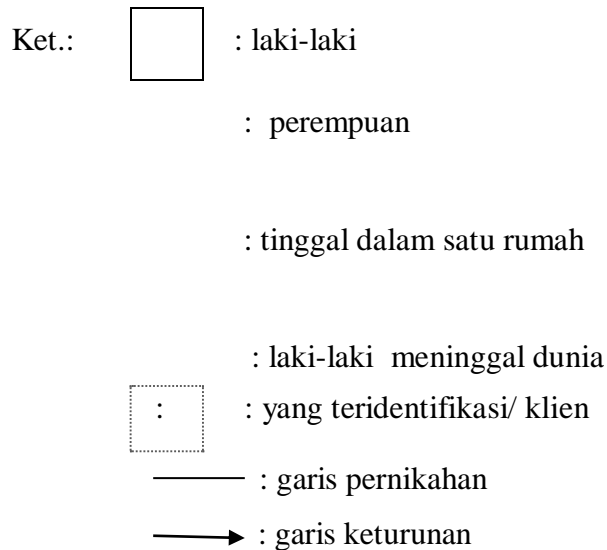 Ket.: : laki-laki
: perempuan
: tinggal dalam satu rumah
: laki-laki meninggal dunia
: : yang teridentifikasi/ klien
: garis pernikahan
: garis keturunan